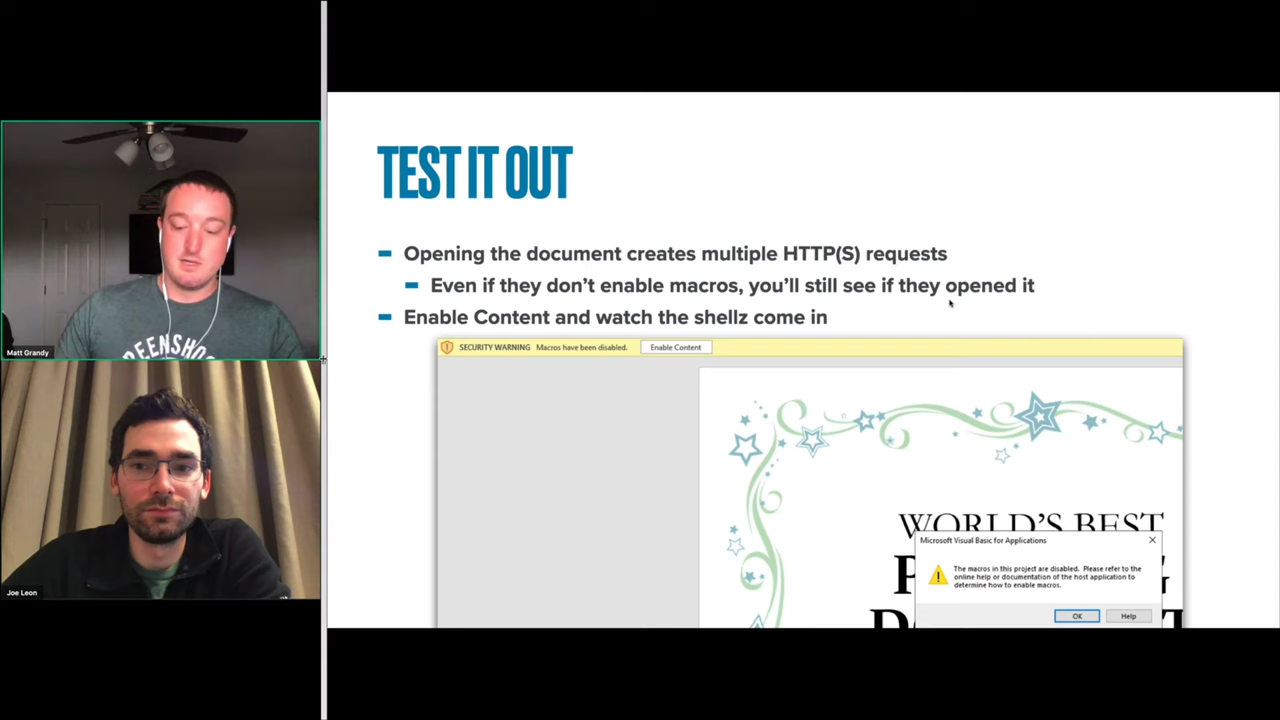 REENSHO
Matt Grandy
Joe Leon
TEST IT OUT
Opening the document creates multiple HTTP(S) requests
Even if they don't enable macros, you'll still see if they opened it
Enable Content and watch the shellz come in
SECURITY WARNING Macros have been disabled. Enable Content
WORLD'S BEST
Microsoft Visual Basic for Applications
The macros in this project are disabled. Please refer to the
online help or documentation of the host application to
determine how to enable macros.
OK Help